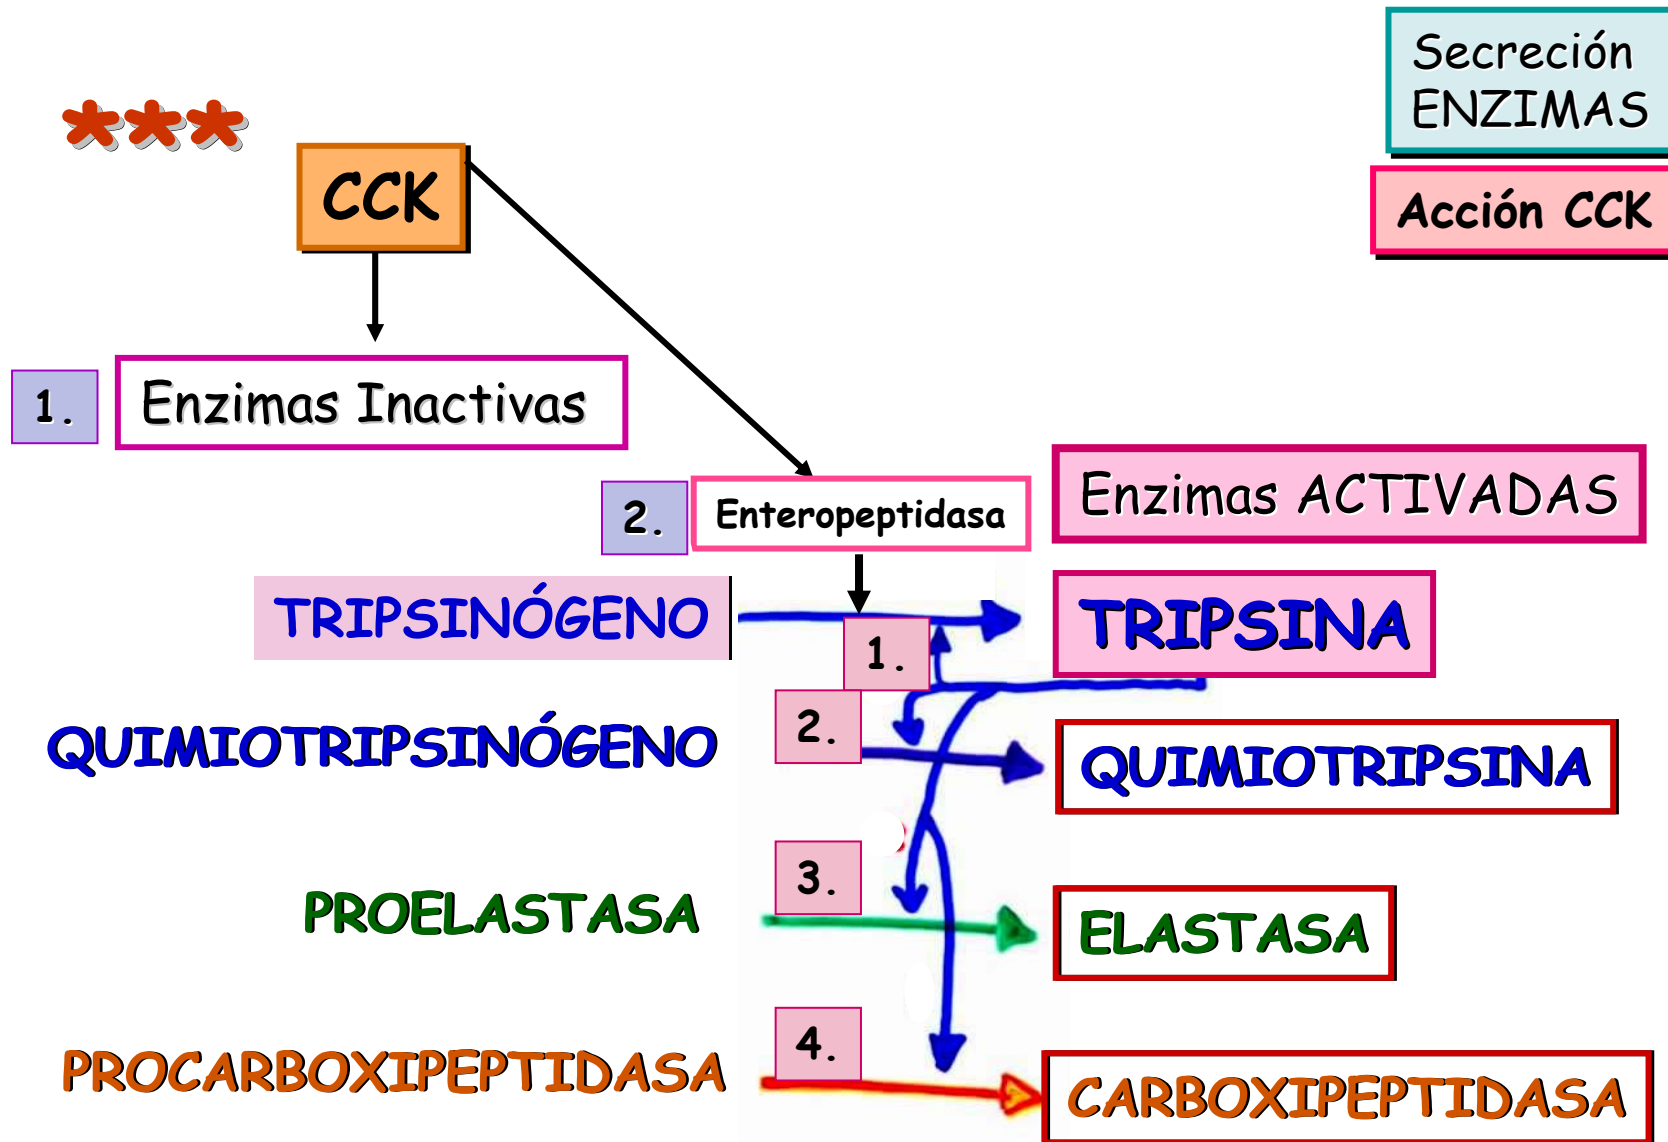 Secreción
ENZIMAS
***
CCK
Acción CCK
1.
Enzimas Inactivas
2.
Enteropeptidasa
Enzimas ACTIVADAS
TRIPSINÓGENO
1.
TRIPSINA
QUIMIOTRIPSINÓGENO
2.
QUIMIOTRIPSINA
PROELASTASA
3.
ELASTASA
PROCARBOXIPEPTIDASA
4.
CARBOXIPEPTIDASA